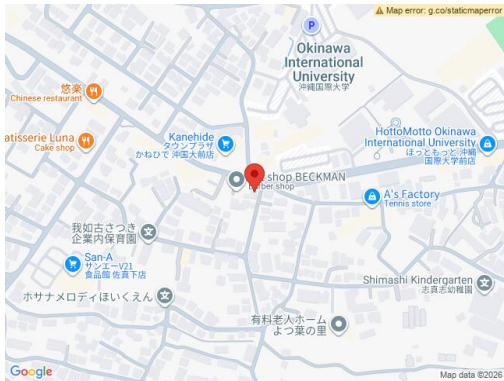 Map error: g.co/staticmaperror
P
Okinawa
International
University
沖縄国際大学
悠楽
Chinese restaurant
atisserie Luna
Cake shop
Kanehide
タウンプラザ
かねひで 沖国大前店
HottoMotto Okinawa
International University
ほっともっと 沖縄
国際大学前店
shop BECKMAN
Barber shop
A's Factory
Tennis store
我如古さつき
企業内保育園
San-A
サンエーV21
食品館 佐真下店
ホサナメロディほいくえん
Shimashi Kindergarten
志真志幼稚園
有料老人ホーム
よつ葉の里
Google
Map data ©2026